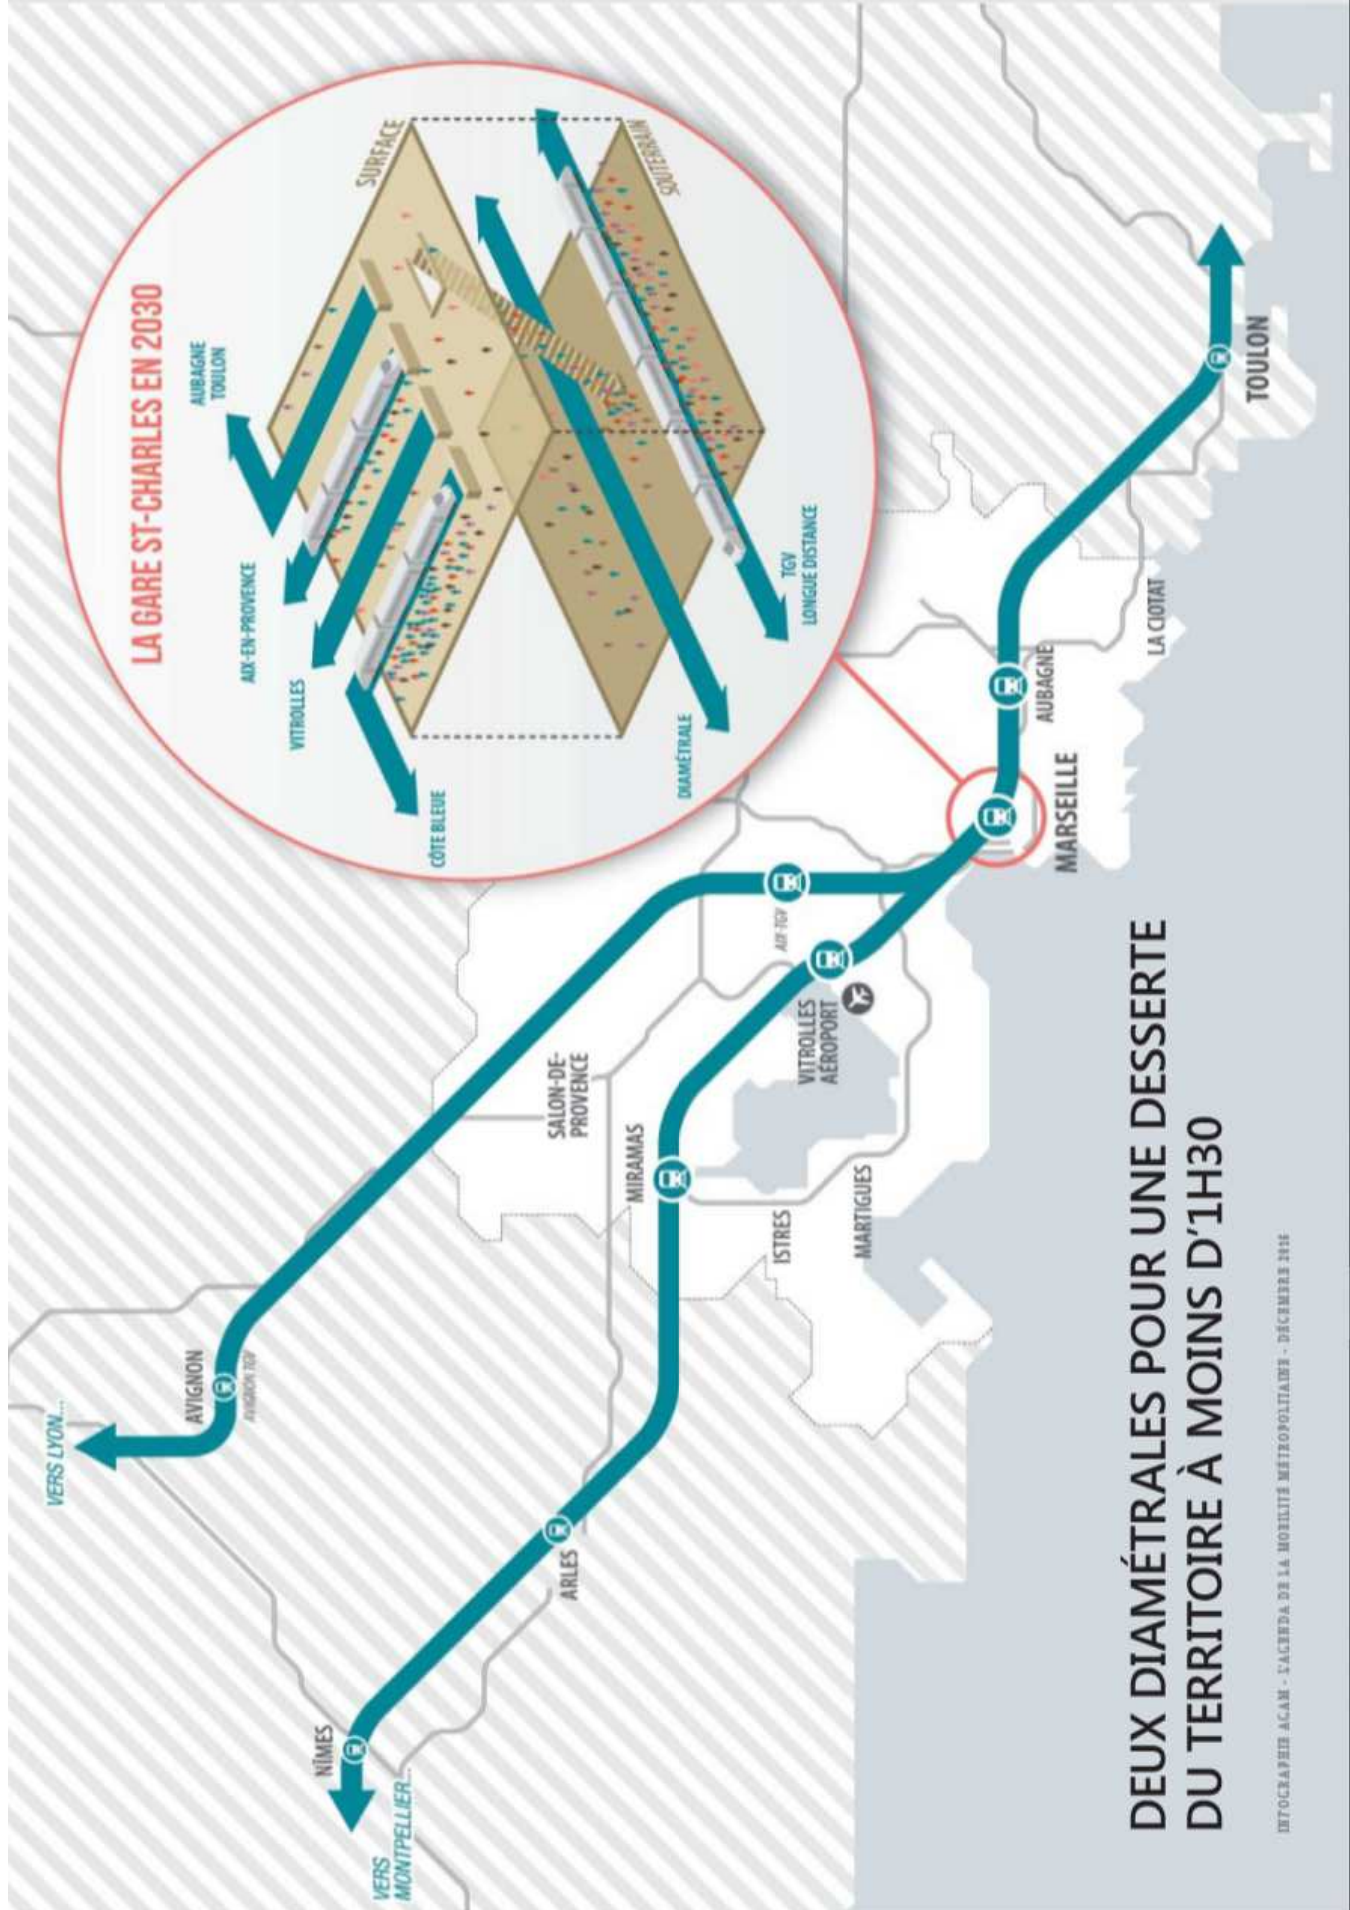 LA GARE ST-CHARLES EN 2030
AUBAGNE
TOULON
AIX-EN-PROVENCE
VITROLLES
CÔTE BLEUE
SURFACE
SOUTERRAIN
DIAMÉTRALE
TGV
LONGUE DISTANCE
VERS LYON...
AVIGNON
AVIGNON TGV
NÎMES
VERS
MONTPELLIER...
ARLES
SALON-DE-
PROVENCE
MIRAMAS
ISTRES
MARTIGUES
VITROLLES
AÉROPORT
AIX-TGV
MARSEILLE
AUBAGNE
LA CIOTAT
TOULON
DEUX DIAMÉTRALES POUR UNE DESSERTE
DU TERRITOIRE À MOINS D'1H30
INFOGRAPHIE AGAM - L'AGENDA DE LA MOBILITÉ MÉTROPOLITAINE - DÉCEMBRE 2016